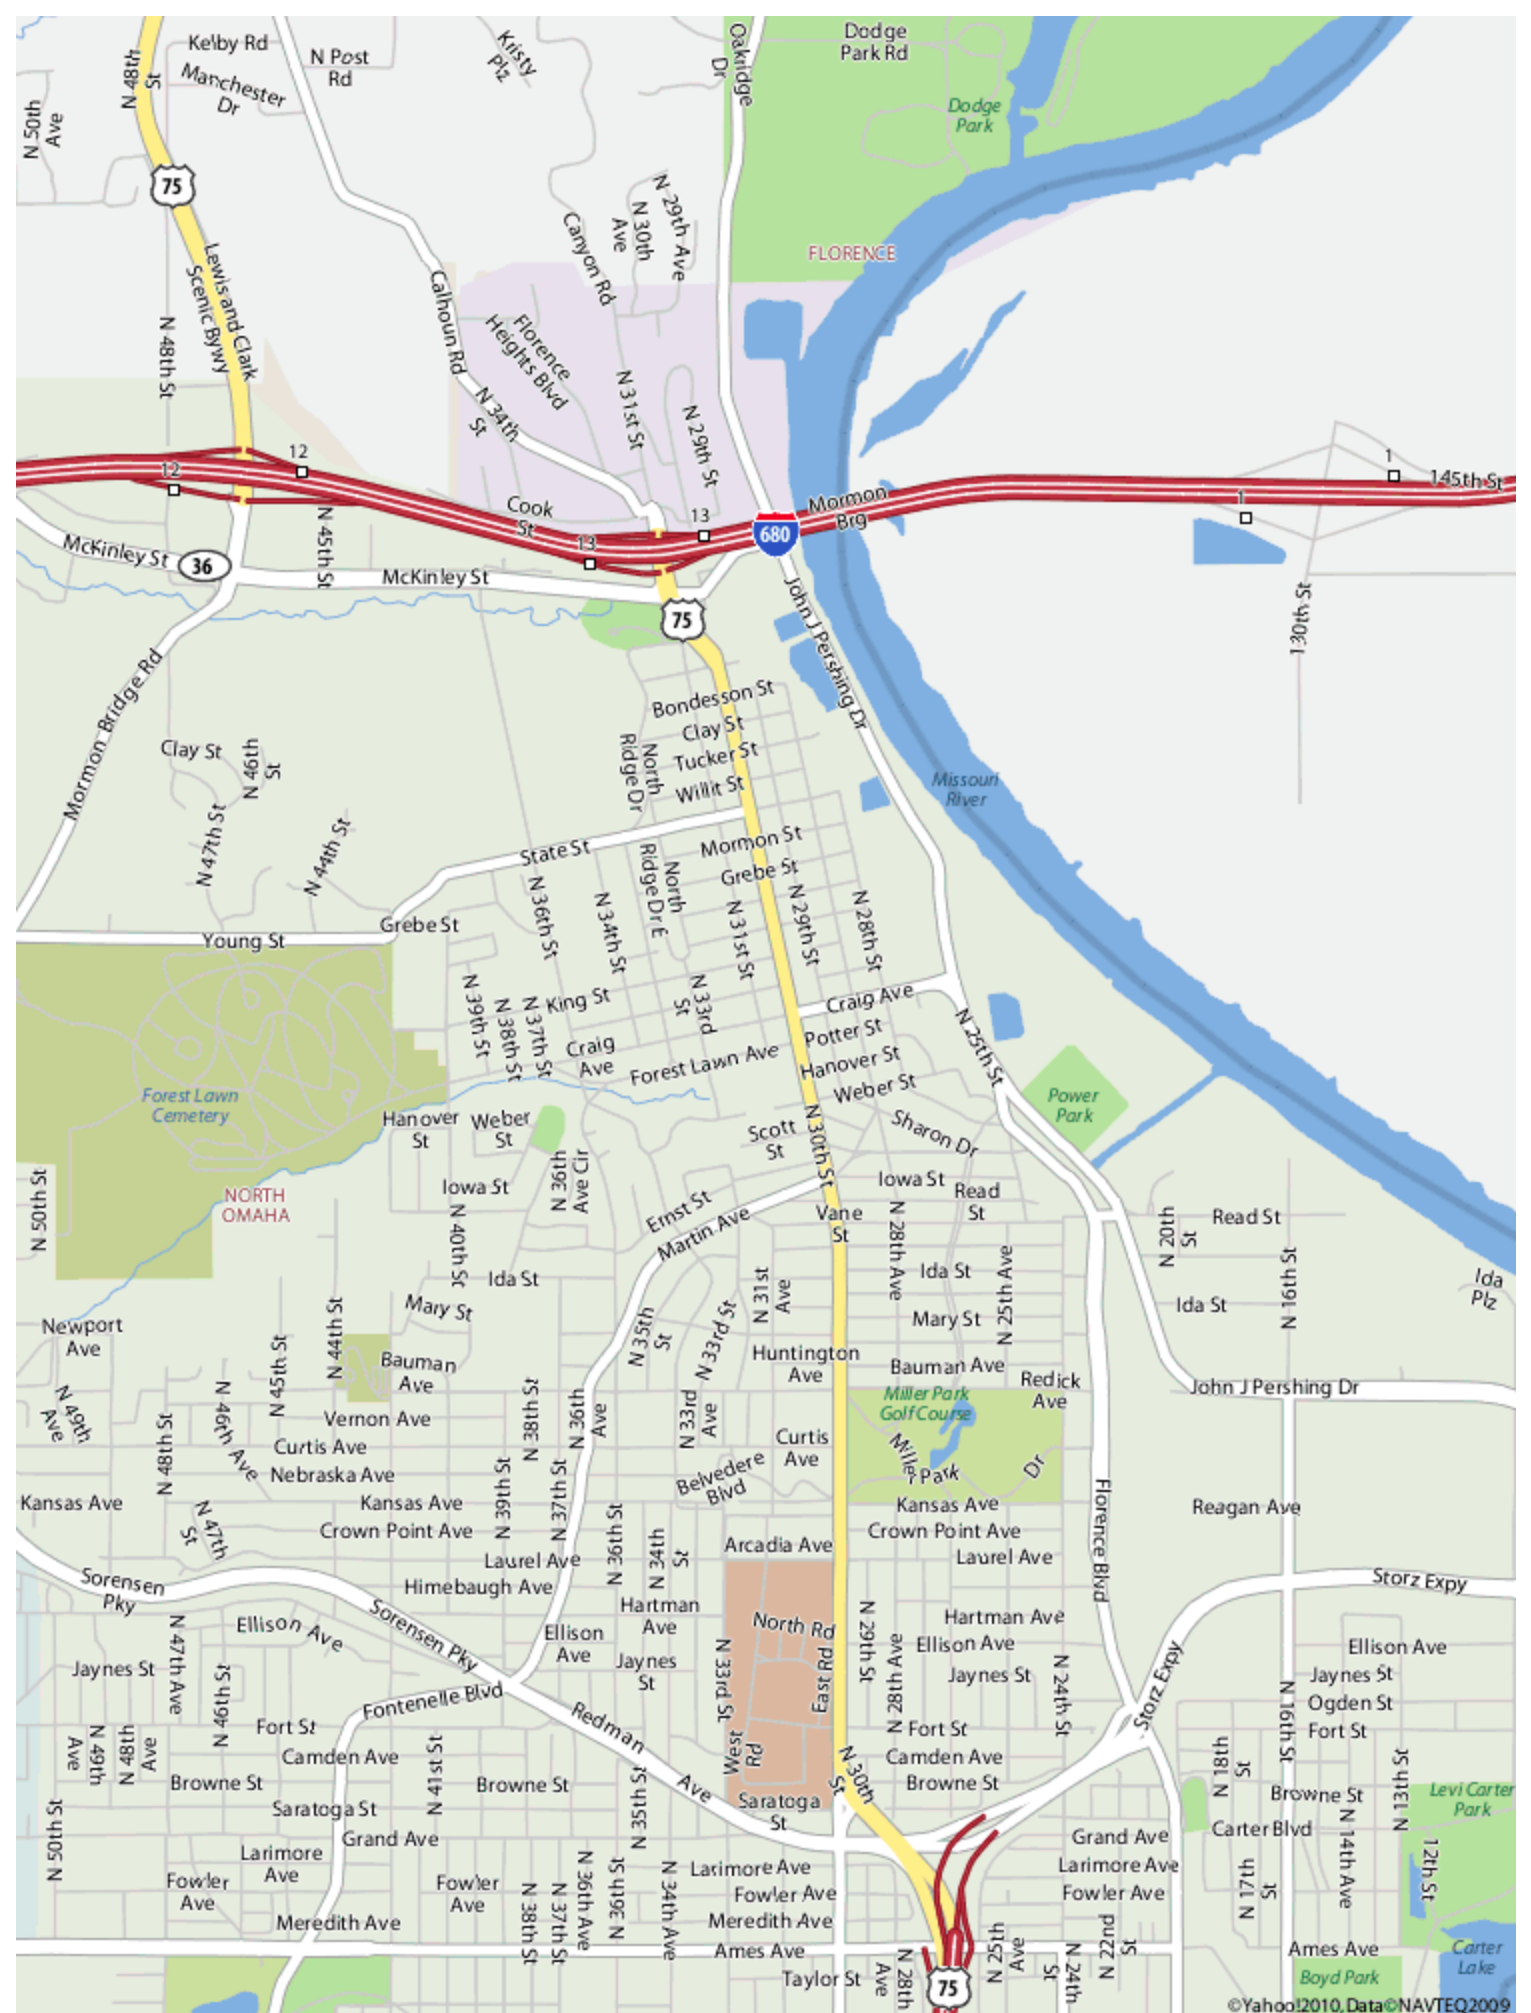 Kelby Rd
N Post
Rd
Kristy
Plz
Oakridge
Dr
Dodge
Park Rd
N 48th
St
Manchester
Dr
N 50th
Ave
Dodge
Park
75
N 29th Ave
N 30th
Ave
Canyon Rd
FLORENCE
Lewis and Clark
Scenic Bywy
Calhoun Rd
N 48th St
Florence
Heights Blvd
N 31st St
N 34th
St
N 29th St
12
12
1
145th St
Mormon
Brg
Cook
St
13
13
1
680
N 45th St
McKinley St
36
McKinley St
75
John J Pershing Dr
130th St
Mormon Bridge Rd
Bondesson St
Clay St
Tucker St
Willit St
North
Ridge Dr
Clay St
N 46th
St
Missouri
River
N 47th St
N 44th St
State St
Mormon St
Grebe St
North
Ridge Dr E
N 36th St
N 34th St
N 31st St
N 29th St
N 28th St
Grebe St
Young St
N 39th St
N 38th St
N 37th St
King St
N 33rd
St
Craig Ave
Craig
Ave
Forest Lawn Ave
Potter St
Hanover St
Weber St
N 25th St
Forest Lawn
Cemetery
Hanover
St
Weber
St
Power
Park
Scott
St
N 30th St
Sharon Dr
N 50th St
NORTH
OMAHA
Iowa St
N 36th
Ave Cir
Iowa St
Read
St
N 40th St
Ernst St
Martin Ave
Vane
St
N 28th Ave
N 20th
St
Read St
Ida St
N 31st
Ave
Ida St
N 25th Ave
N 16th St
Ida
Plz
Mary St
N 35th
St
N 33rd St
Mary St
Ida St
Newport
Ave
N 44th St
N 45th St
Bauman
Ave
Huntington
Ave
Bauman Ave
Redick
Ave
John J Pershing Dr
N 49th
Ave
N 48th St
N 46th Ave
N 38th St
N 36th
Ave
N 33rd
Ave
Miller Park
Golf Course
Vernon Ave
Curtis Ave
Nebraska Ave
Curtis
Ave
Miller Park
Dr
Belvedere
Blvd
N 39th St
N 37th St
Kansas Ave
Kansas Ave
Kansas Ave
Reagan Ave
N 47th
St
Crown Point Ave
N 36th St
N 34th
St
Arcadia Ave
Crown Point Ave
Florence Blvd
Laurel Ave
Laurel Ave
Himebaugh Ave
Sorensen
Pky
Storz Expy
Ellison Ave
Sorensen Pky
Hartman
Ave
North Rd
N 29th St
Hartman Ave
Ellison
Ave
Ellison Ave
Ellison Ave
N 47th Ave
Jaynes St
Jaynes
St
N 33rd St
East Rd
N 28th Ave
Jaynes St
N 24th St
Storz Expy
Jaynes St
N 46th St
Fontenelle Blvd
Redman
Ave
Ogden St
Fort St
Fort St
Fort St
N 16th St
N 49th
Ave
N 48th
Ave
Camden Ave
N 41st St
West
Rd
N 30th
St
Camden Ave
N 18th
St
N 13th St
Browne St
Browne St
N 35th St
Browne St
Browne St
Levi Carter
Park
Saratoga St
Saratoga
St
N 50th St
Grand Ave
Grand Ave
Carter Blvd
N 14th Ave
12th St
Larimore
Ave
Larimore Ave
Larimore Ave
Fowler
Ave
Fowler
Ave
N 36th Ave
N 36th St
N 34th Ave
Fowler Ave
Fowler Ave
N 17th
St
N 38th St
N 37th St
Meredith Ave
Meredith Ave
Ames Ave
N 28th
Ave
N 25th
Ave
N 24th
St
N 22nd
St
Ames Ave
Carter
Lake
Taylor St
75
Boyd Park
©Yahoo!2010, Data©NAVTEQ2009